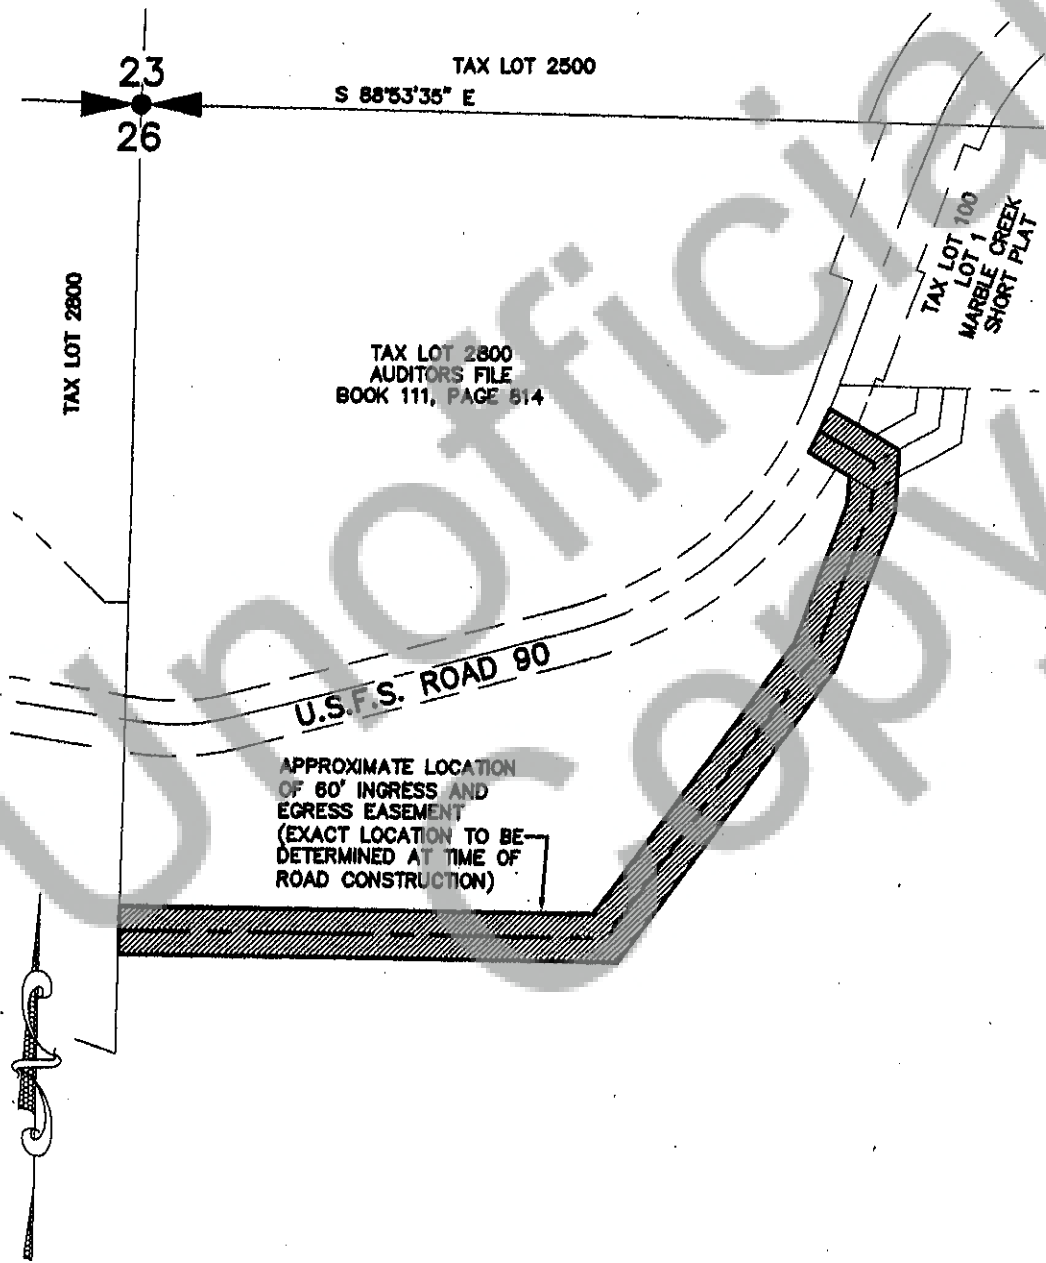 23
TAX LOT 2500
S 88°53'35" E
26
TAX LOT 2800
TAX LOT 100
LOT 1
MARBLE CREEK
SHORT PLAT
TAX LOT 2800
AUDITORS FILE
BOOK 111, PAGE 814
U.S.F.S. ROAD 90
APPROXIMATE LOCATION
OF 60' INGRESS AND
EGRESS EASEMENT
(EXACT LOCATION TO BE
DETERMINED AT TIME OF
ROAD CONSTRUCTION)
Unofficial
Copy